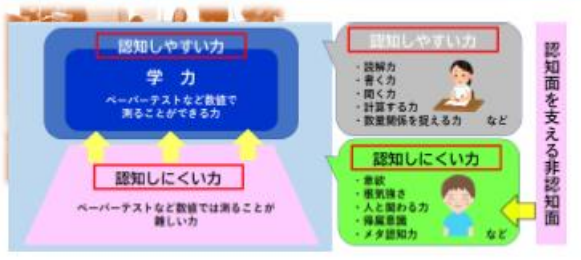 認知しやすい力
学 力
ペーパーテストなど数値で
測ることができる力
認知しにくい力
ペーパーテストなど数値では測ることが
難しい力
認知しやすい力
・読解力
・書く力
・聞く力
・計算する力
・数量関係を捉える力 など
認知しにくい力
・意欲
・根気強さ
・人と関わる力
・帰属意識
・メタ認知力 など
認知面を支える非認知面